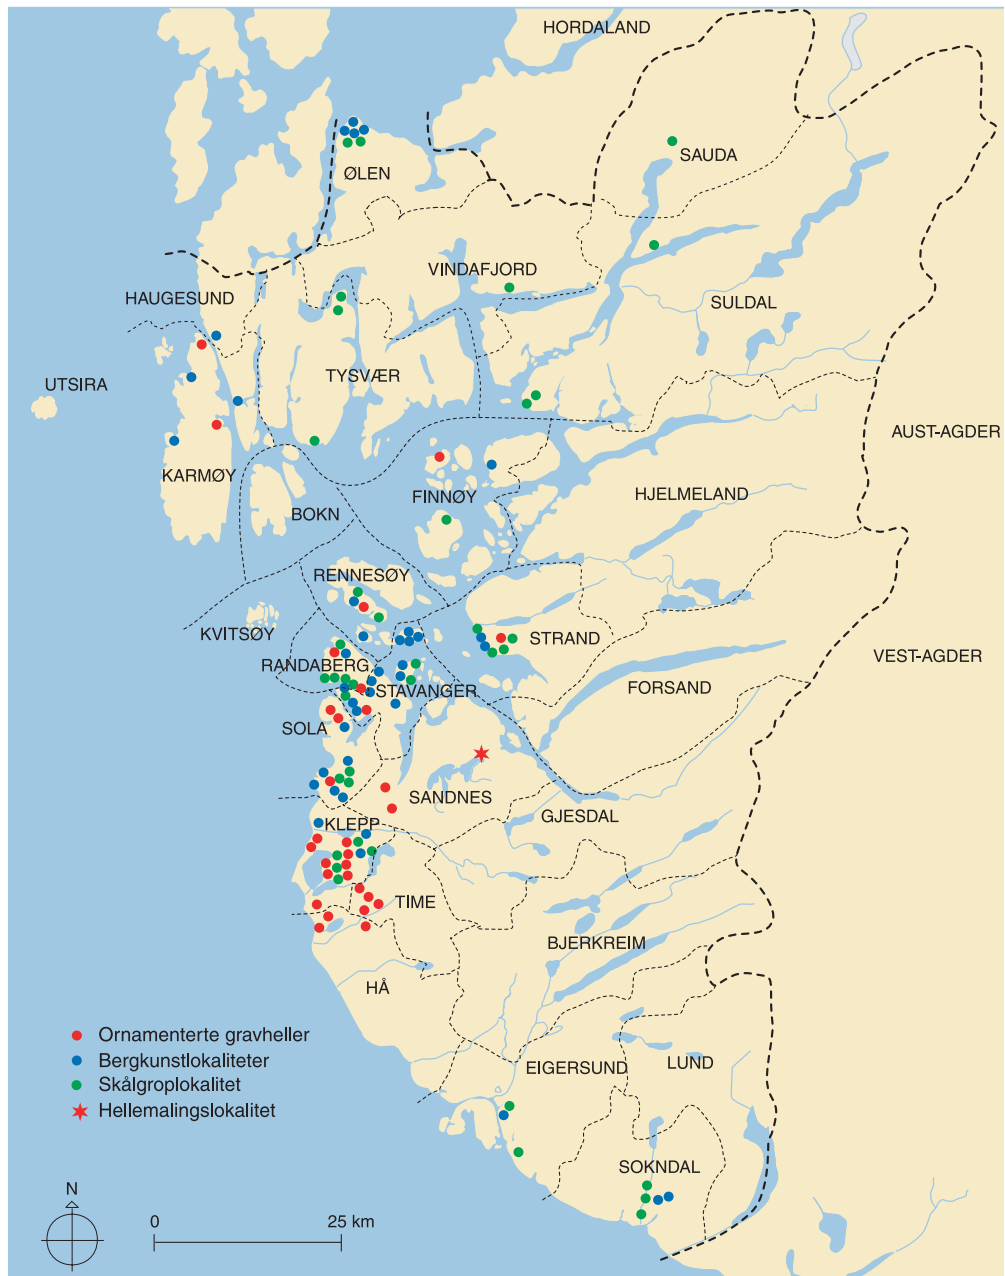 HORDALAND
SAUDA
ØLEN
VINDAFJORD
HAUGESUND
SULDAL
UTSIRA
TYSVÆR
AUST-AGDER
KARMØY
FINNØY
HJELMELAND
BOKN
RENNESØY
KVITSØY
STRAND
RANDABERG
VEST-AGDER
STAVANGER
FORSAND
SOLA
SANDNES
GJESDAL
KLEPP
TIME
BJERKREIM
HÅ
Ornamenterte gravheller
Bergkunstlokaliteter
Skålgroplokalitet
Hellemalingslokalitet
EIGERSUND
LUND
SOKNDAL
N
0 25 km